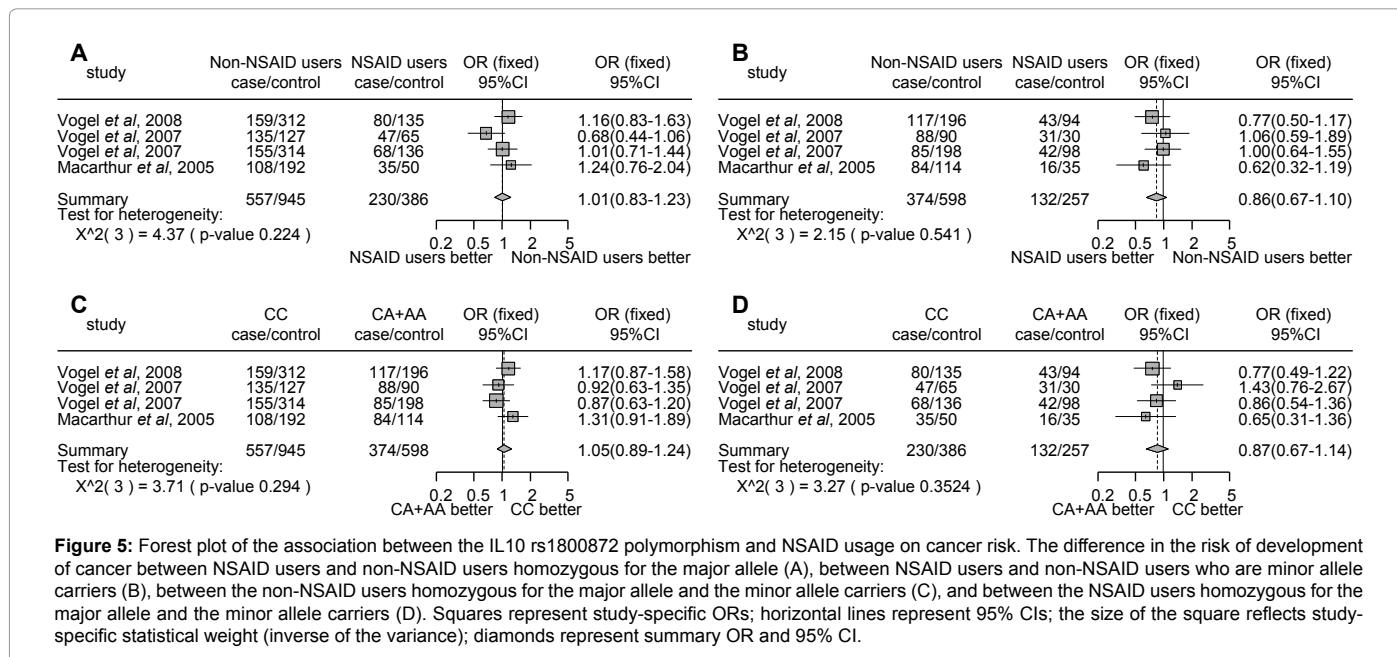 A
study
Non-NSAID users NSAID users OR (fixed) OR (fixed)
case/control case/control 95%CI 95%CI
Vogel et al, 2008 159/312 80/135 1.16(0.83-1.63)
Vogel et al, 2007 135/127 47/65 0.68(0.44-1.06)
Vogel et al, 2007 155/314 68/136 1.01(0.71-1.44)
Macarthur et al, 2005 108/192 35/50 1.24(0.76-2.04)
Summary 557/945 230/386 1.01(0.83-1.23)
Test for heterogeneity:
X^2( 3 ) = 4.37 ( p-value 0.224 )
0.2 0.5 1 2 5
NSAID users better Non-NSAID users better
B
study
Non-NSAID users NSAID users OR (fixed) OR (fixed)
case/control case/control 95%CI 95%CI
Vogel et al, 2008 117/196 43/94 0.77(0.50-1.17)
Vogel et al, 2007 88/90 31/30 1.06(0.59-1.89)
Vogel et al, 2007 85/198 42/98 1.00(0.64-1.55)
Macarthur et al, 2005 84/114 16/35 0.62(0.32-1.19)
Summary 374/598 132/257 0.86(0.67-1.10)
Test for heterogeneity:
X^2( 3 ) = 2.15 ( p-value 0.541 )
0.2 0.5 1 2 5
NSAID users better Non-NSAID users better
C
study
CC CA+AA OR (fixed) OR (fixed)
case/control case/control 95%CI 95%CI
Vogel et al, 2008 159/312 117/196 1.17(0.87-1.58)
Vogel et al, 2007 135/127 88/90 0.92(0.63-1.35)
Vogel et al, 2007 155/314 85/198 0.87(0.63-1.20)
Macarthur et al, 2005 108/192 84/114 1.31(0.91-1.89)
Summary 557/945 374/598 1.05(0.89-1.24)
Test for heterogeneity:
X^2( 3 ) = 3.71 ( p-value 0.294 )
0.2 0.5 1 2 5
CA+AA better CC better
D
study
CC CA+AA OR (fixed) OR (fixed)
case/control case/control 95%CI 95%CI
Vogel et al, 2008 80/135 43/94 0.77(0.49-1.22)
Vogel et al, 2007 47/65 31/30 1.43(0.76-2.67)
Vogel et al, 2007 68/136 42/98 0.86(0.54-1.36)
Macarthur et al, 2005 35/50 16/35 0.65(0.31-1.36)
Summary 230/386 132/257 0.87(0.67-1.14)
Test for heterogeneity:
X^2( 3 ) = 3.27 ( p-value 0.3524 )
0.2 0.5 1 2 5
CA+AA better CC better
Figure 5: Forest plot of the association between the IL10 rs1800872 polymorphism and NSAID usage on cancer risk. The difference in the risk of development
of cancer between NSAID users and non-NSAID users homozygous for the major allele (A), between NSAID users and non-NSAID users who are minor allele
carriers (B), between the non-NSAID users homozygous for the major allele and the minor allele carriers (C), and between the NSAID users homozygous for the
major allele and the minor allele carriers (D). Squares represent study-specific ORs; horizontal lines represent 95% CIs; the size of the square reflects study-
specific statistical weight (inverse of the variance); diamonds represent summary OR and 95% CI.